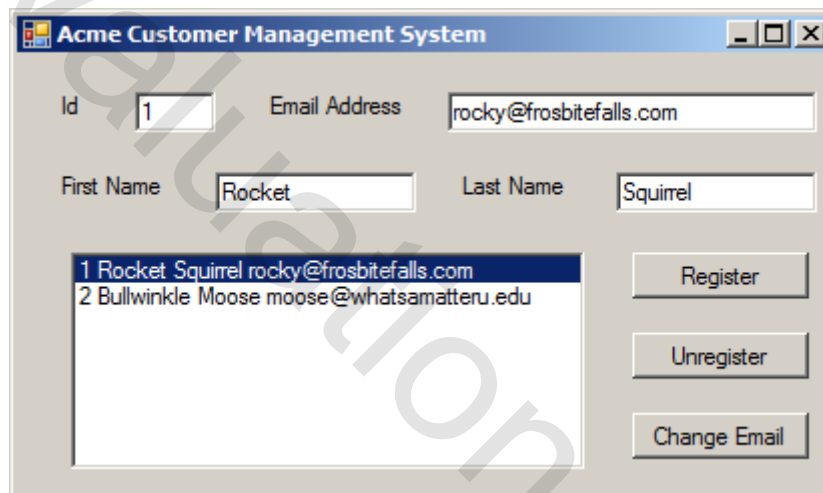 Acme Customer Management System
Id 1 Email Address rocky@frosbitefalls.com
First Name Rocket Last Name Squirrel
1 Rocket Squirrel rocky@frosbitefalls.com
2 Bullwinkle Moose moose@whatsamatteru.edu
Register
Unregister
Change Email
valuation